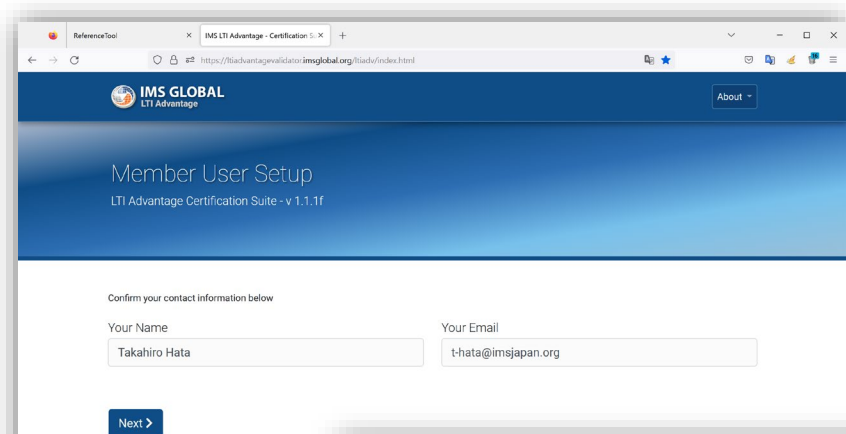 ReferenceTool
IMS LTI Advantage - Certification S
https://ltiadvantagevalidator.imsglobal.org/ltiadv/index.html
16
IMS GLOBAL
LTI Advantage
About
Member User Setup
LTI Advantage Certification Suite - v 1.1.1f
Confirm your contact information below
Your Name
Your Email
Takahiro Hata
t-hata@imsjapan.org
Next